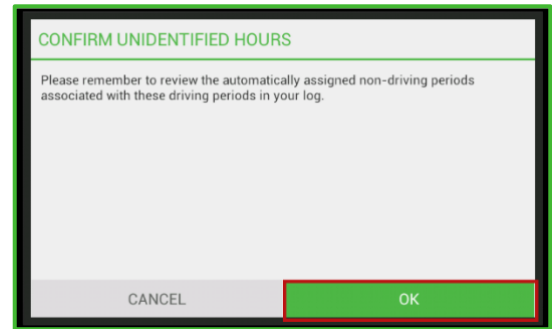 CONFIRM UNIDENTIFIED HOURS
Please remember to review the automatically assigned non-driving periods
associated with these driving periods in your log.
CANCEL
OK